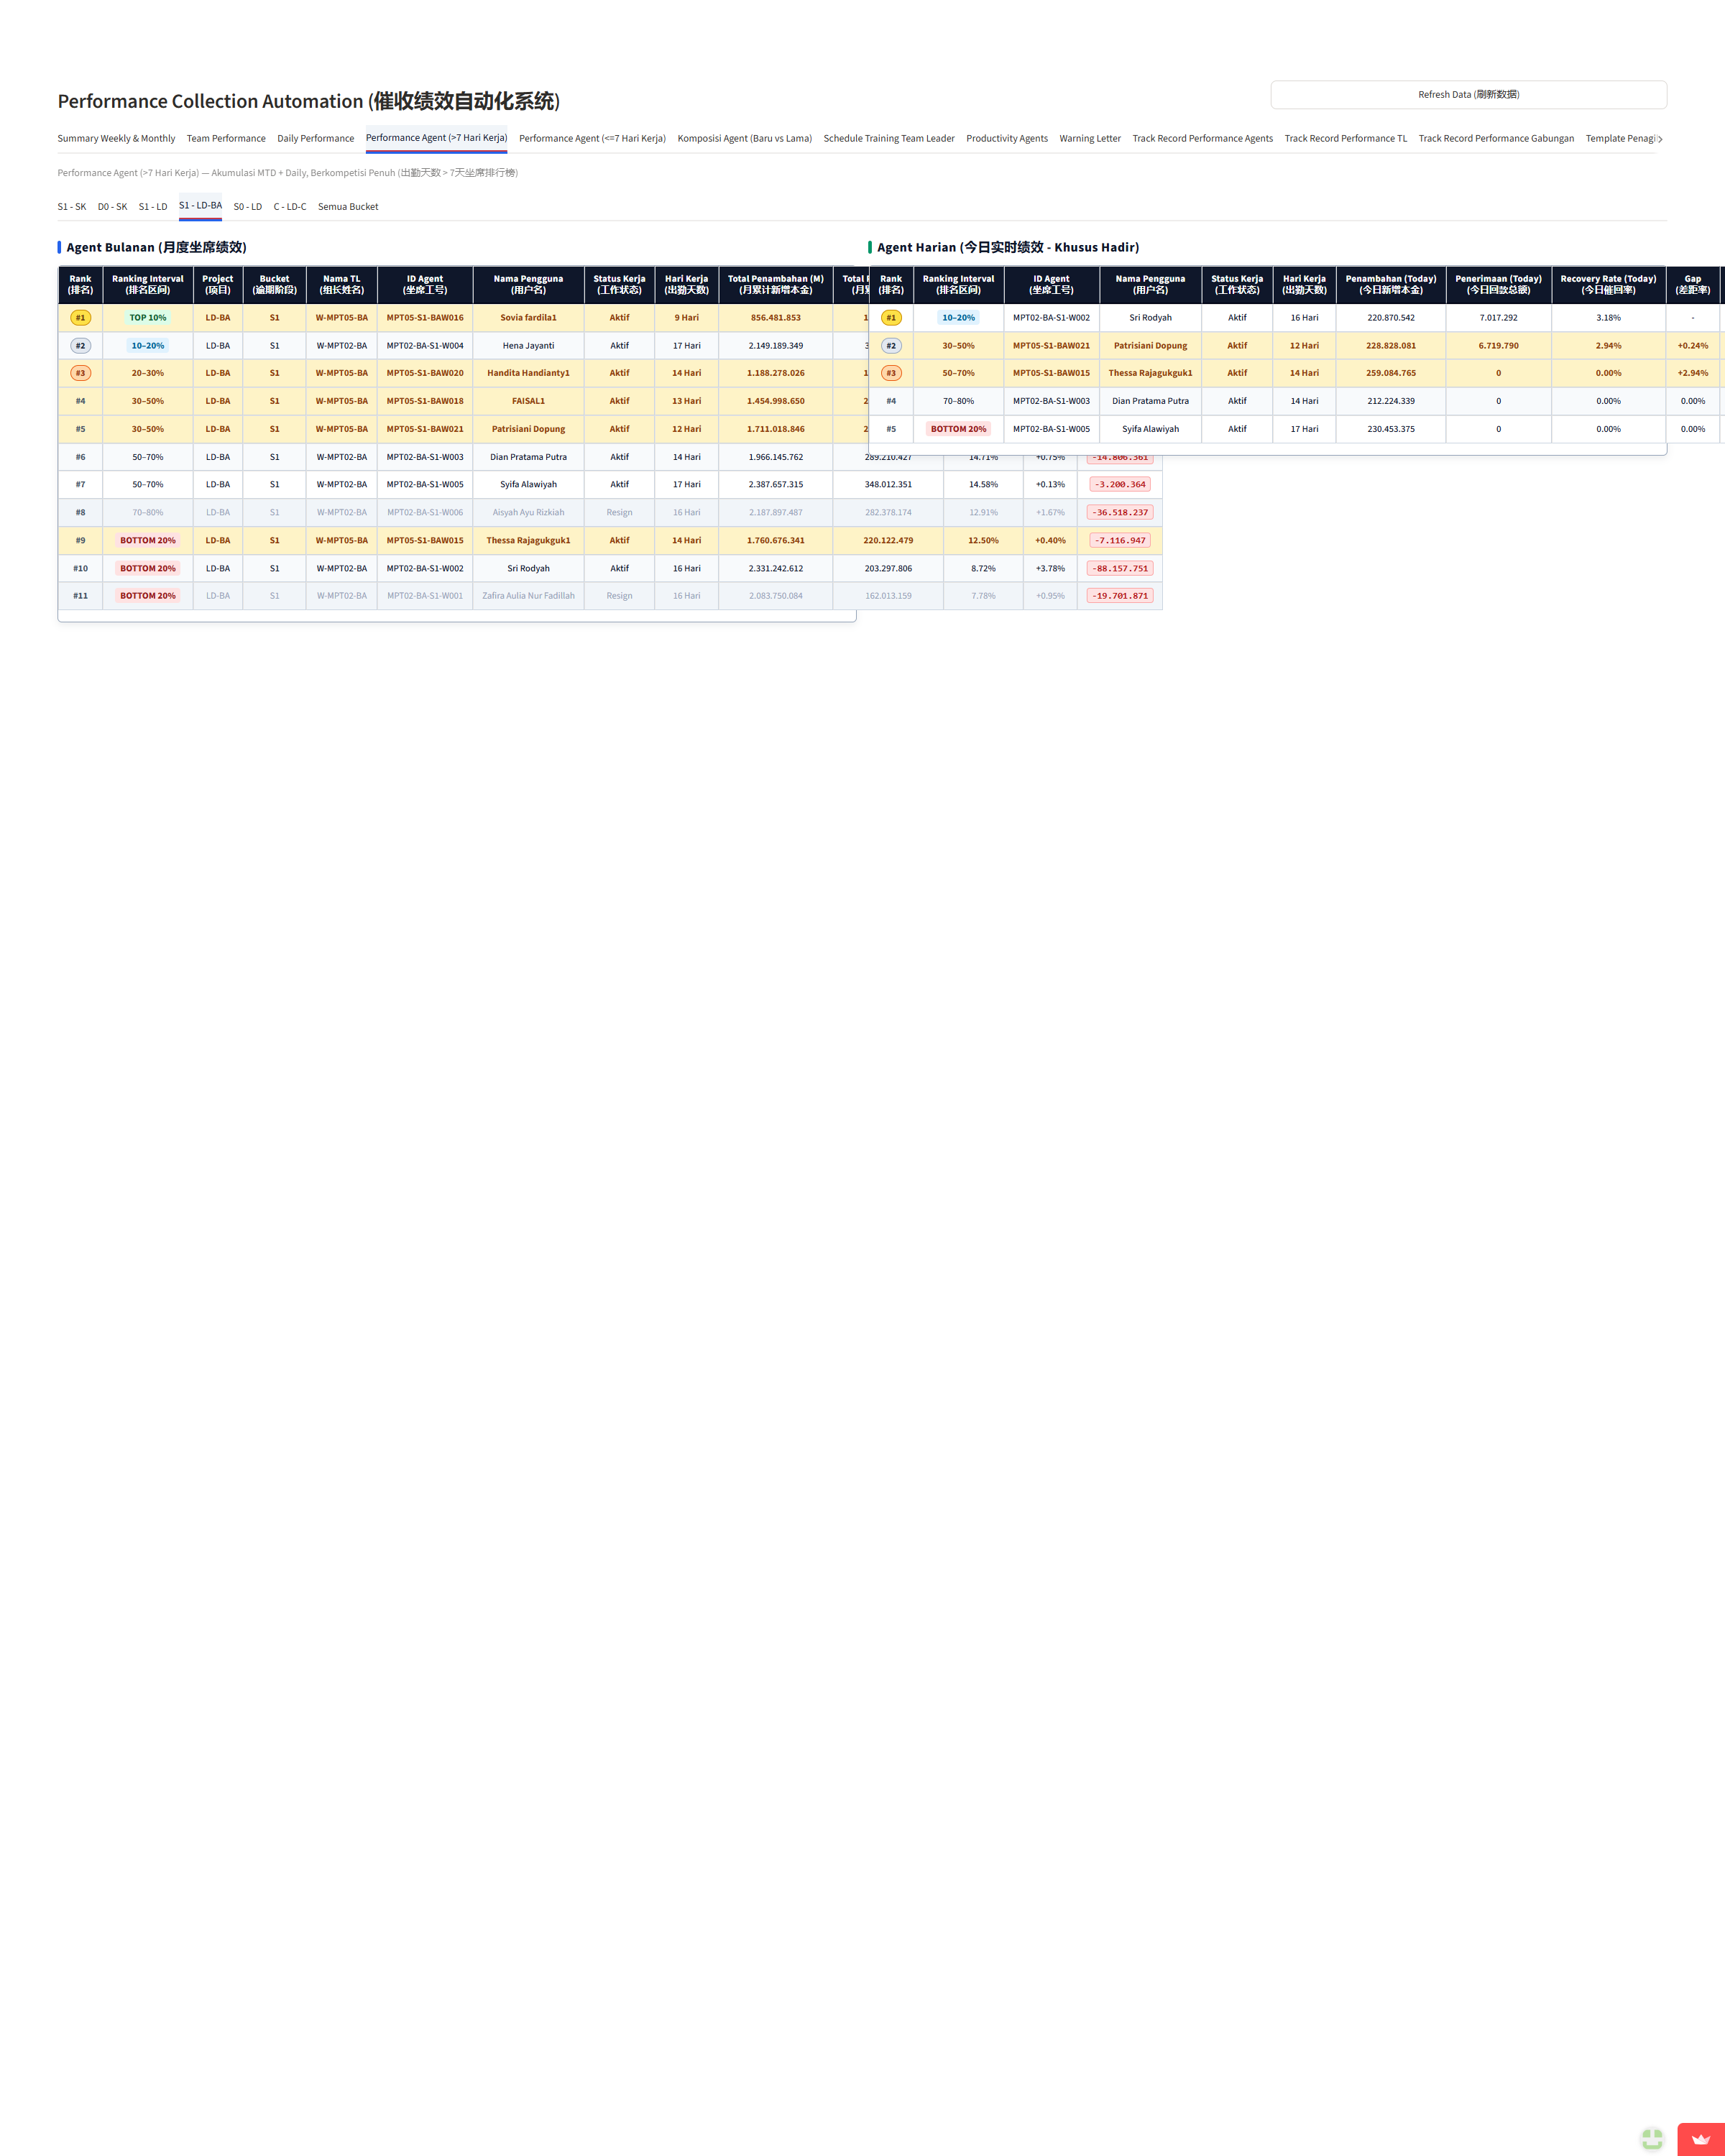 Performance Collection Automation (催收绩效自动化系统)
Refresh Data (刷新数据)
Summary Weekly & Monthly Team Performance Daily Performance Performance Agent (>7 Hari Kerja) Performance Agent (<=7 Hari Kerja) Komposisi Agent (Baru vs Lama) Schedule Training Team Leader Productivity Agents Warning Letter Track Record Performance Agents Track Record Performance TL Track Record Performance Gabungan Template Penagi
Performance Agent (>7 Hari Kerja) — Akumulasi MTD + Daily, Berkompetisi Penuh (出勤天数 > 7天坐席排行榜)
S1 - SK D0 - SK S1 - LD S1 - LD-BA S0 - LD C - LD-C Semua Bucket
Agent Bulanan (月度坐席绩效)
Rank Ranking Interval Project Bucket Nama TL ID Agent Nama Pengguna Status Kerja Hari Kerja Total Penambahan (M) Total
(排名) (排名区间) (项目) (逾期阶段) (组长姓名) (坐席工号) (用户名) (工作状态) (出勤天数) (月累计新增本金) (月
#1 TOP 10% LD-BA S1 W-MPT05-BA MPT05-S1-BAW016 Sovia fardila1 Aktif 9 Hari 856.481.853 1
#2 10–20% LD-BA S1 W-MPT02-BA MPT02-BA-S1-W004 Hena Jayanti Aktif 17 Hari 2.149.189.349 3
#3 20–30% LD-BA S1 W-MPT05-BA MPT05-S1-BAW020 Handita Handianty1 Aktif 14 Hari 1.188.278.026 1
#4 30–50% LD-BA S1 W-MPT05-BA MPT05-S1-BAW018 FAISAL1 Aktif 13 Hari 1.454.998.650 2
#5 30–50% LD-BA S1 W-MPT05-BA MPT05-S1-BAW021 Patrisiani Dopung Aktif 12 Hari 1.711.018.846 2
#6 50–70% LD-BA S1 W-MPT02-BA MPT02-BA-S1-W003 Dian Pratama Putra Aktif 14 Hari 1.966.145.762 289.210.427 14.71% +0.75% -14.806.361
#7 50–70% LD-BA S1 W-MPT02-BA MPT02-BA-S1-W005 Syifa Alawiyah Aktif 17 Hari 2.387.657.315 348.012.351 14.58% +0.13% -3.200.364
#8 70–80% LD-BA S1 W-MPT02-BA MPT02-BA-S1-W006 Aisyah Ayu Rizkiah Resign 16 Hari 2.187.897.487 282.378.174 12.91% +1.67% -36.518.237
#9 BOTTOM 20% LD-BA S1 W-MPT05-BA MPT05-S1-BAW015 Thessa Rajagukguk1 Aktif 14 Hari 1.760.676.341 220.122.479 12.50% +0.40% -7.116.947
#10 BOTTOM 20% LD-BA S1 W-MPT02-BA MPT02-BA-S1-W002 Sri Rodyah Aktif 16 Hari 2.331.242.612 203.297.806 8.72% +3.78% -88.157.751
#11 BOTTOM 20% LD-BA S1 W-MPT02-BA MPT02-BA-S1-W001 Zafira Aulia Nur Fadillah Resign 16 Hari 2.083.750.084 162.013.159 7.78% +0.95% -19.701.871
Agent Harian (今日实时绩效 - Khusus Hadir)
Rank Ranking Interval ID Agent Nama Pengguna Status Kerja Hari Kerja Penambahan (Today) Penerimaan (Today) Recovery Rate (Today) Gap
(排名) (排名区间) (坐席工号) (用户名) (工作状态) (出勤天数) (今日新增本金) (今日回款总额) (今日催回率) (差距率)
#1 10–20% MPT02-BA-S1-W002 Sri Rodyah Aktif 16 Hari 220.870.542 7.017.292 3.18% -
#2 30–50% MPT05-S1-BAW021 Patrisiani Dopung Aktif 12 Hari 228.828.081 6.719.790 2.94% +0.24%
#3 50–70% MPT05-S1-BAW015 Thessa Rajagukguk1 Aktif 14 Hari 259.084.765 0 0.00% +2.94%
#4 70–80% MPT02-BA-S1-W003 Dian Pratama Putra Aktif 14 Hari 212.224.339 0 0.00% 0.00%
#5 BOTTOM 20% MPT02-BA-S1-W005 Syifa Alawiyah Aktif 17 Hari 230.453.375 0 0.00% 0.00%